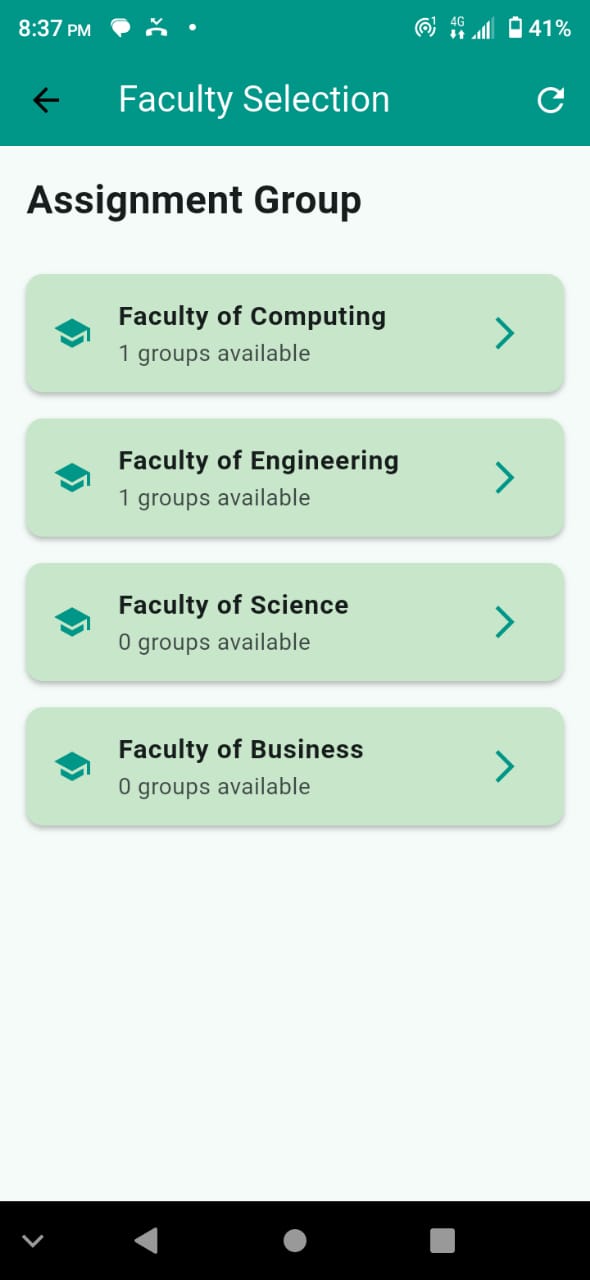 8:37 PM 4G 41%
Faculty Selection
Assignment Group
Faculty of Computing
1 groups available
Faculty of Engineering
1 groups available
Faculty of Science
0 groups available
Faculty of Business
0 groups available